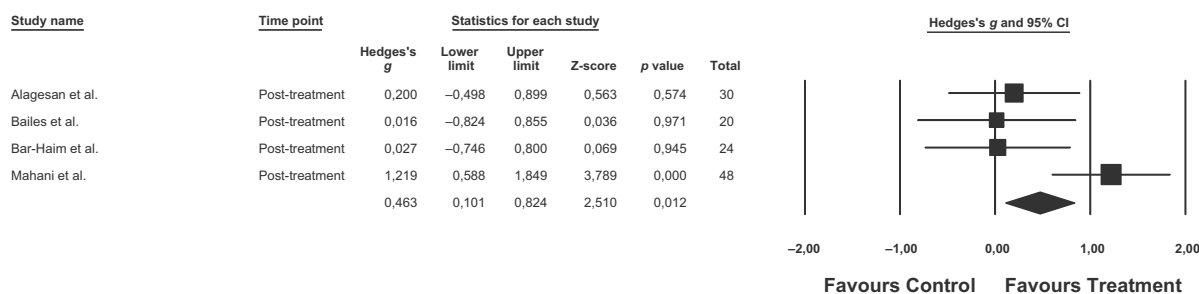 Study name Time point Statistics for each study Hedges's g and 95% CI
Hedges's g Lower limit Upper limit Z-score p value Total
Alagesan et al. Post-treatment 0,200 –0,498 0,899 0,563 0,574 30
Bailes et al. Post-treatment 0,016 –0,824 0,855 0,036 0,971 20
Bar-Haim et al. Post-treatment 0,027 –0,746 0,800 0,069 0,945 24
Mahani et al. Post-treatment 1,219 0,588 1,849 3,789 0,000 48
0,463 0,101 0,824 2,510 0,012
–2,00 –1,00 0,00 1,00 2,00
Favours Control Favours Treatment